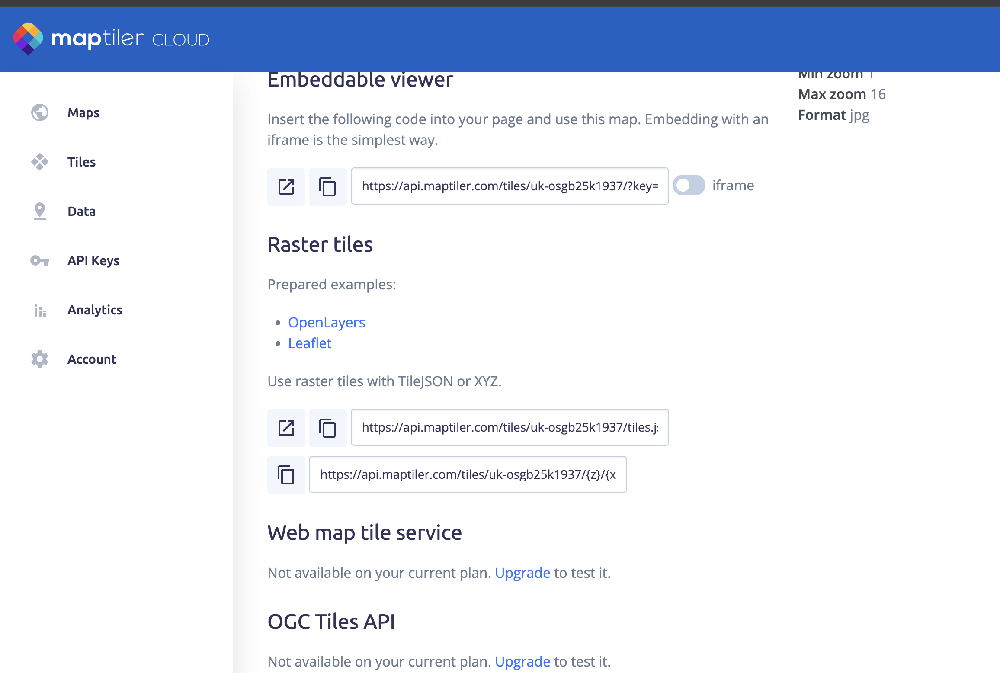 maptiler CLOUD
Maps
Tiles
Data
API Keys
Analytics
Account
Embeddable viewer
Insert the following code into your page and use this map. Embedding with an
iframe is the simplest way.
https://api.maptiler.com/tiles/uk-osgb25k1937/?key=
iframe
Raster tiles
Prepared examples:
OpenLayers
Leaflet
Use raster tiles with TileJSON or XYZ.
https://api.maptiler.com/tiles/uk-osgb25k1937/tiles.js
https://api.maptiler.com/tiles/uk-osgb25k1937/{z}/{x
Web map tile service
Not available on your current plan. Upgrade to test it.
OGC Tiles API
Not available on your current plan. Upgrade to test it.
Min zoom 1
Max zoom 16
Format jpg